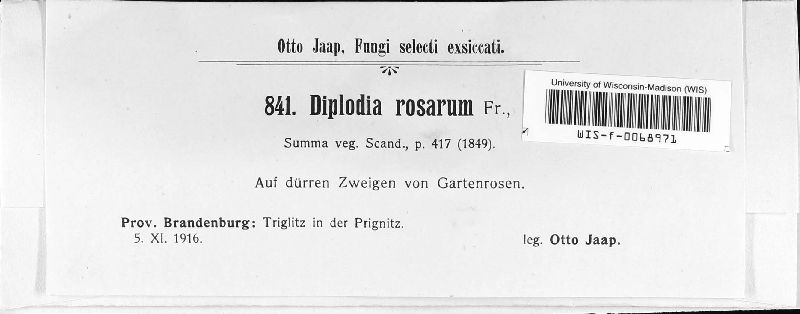 Otto Jaap, Fungi selecti exsiccati.
841. Diplodia rosarum Fr.,
Summa veg. Scand., p. 417 (1849).
Auf dürren Zweigen von Gartenrosen.
Prov. Brandenburg: Triglitz in der Prignitz.
5. XI. 1916.
leg. Otto Jaap.
University of Wisconsin-Madison (WIS)
WIS-f-0068971